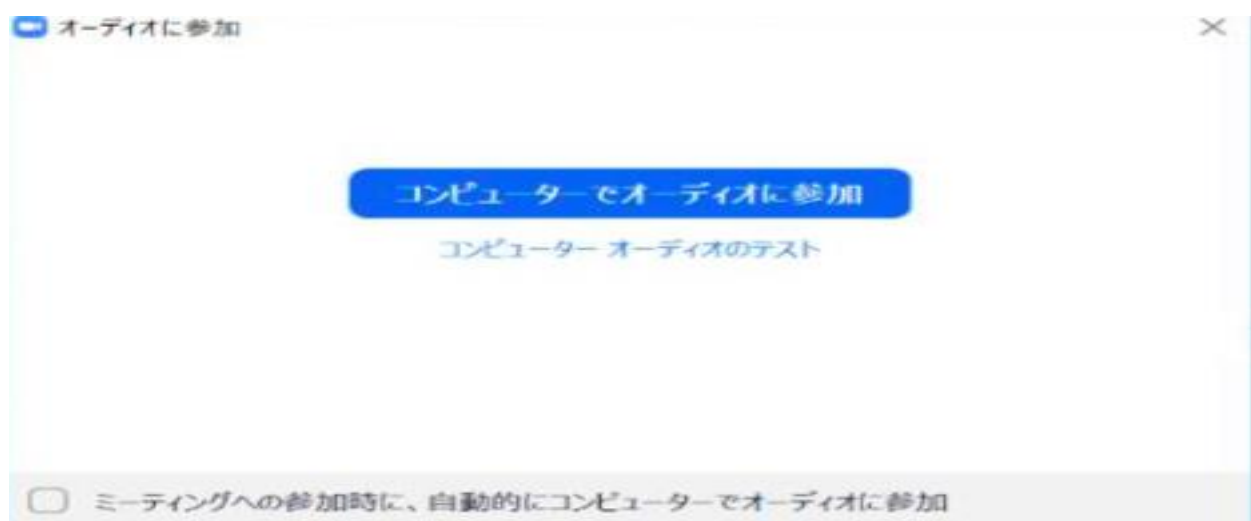 オーディオに参加
コンピューターでオーディオに参加
コンピューター オーディオのテスト
ミーティングへの参加時に、自動的にコンピューターでオーディオに参加